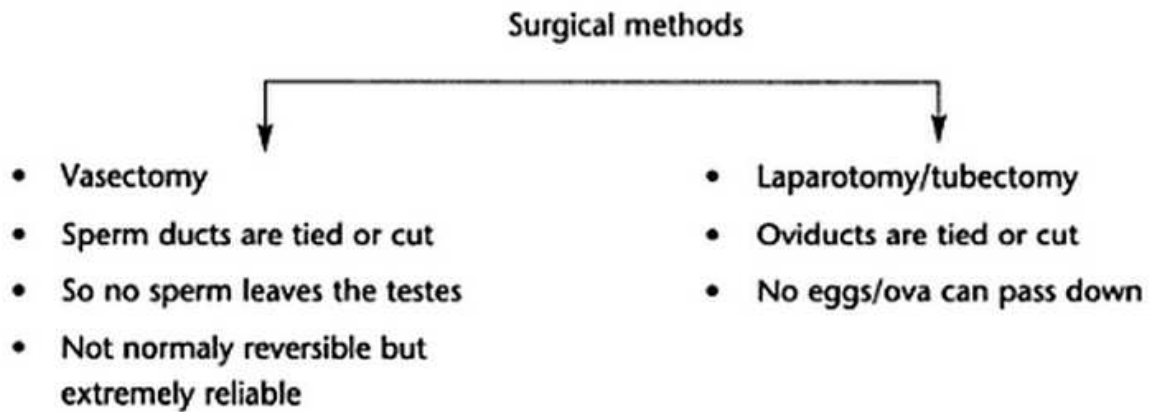 Surgical methods
• Vasectomy
• Sperm ducts are tied or cut
• So no sperm leaves the testes
• Not normaly reversible but
extremely reliable
• Laparotomy/tubectomy
• Oviducts are tied or cut
• No eggs/ova can pass down